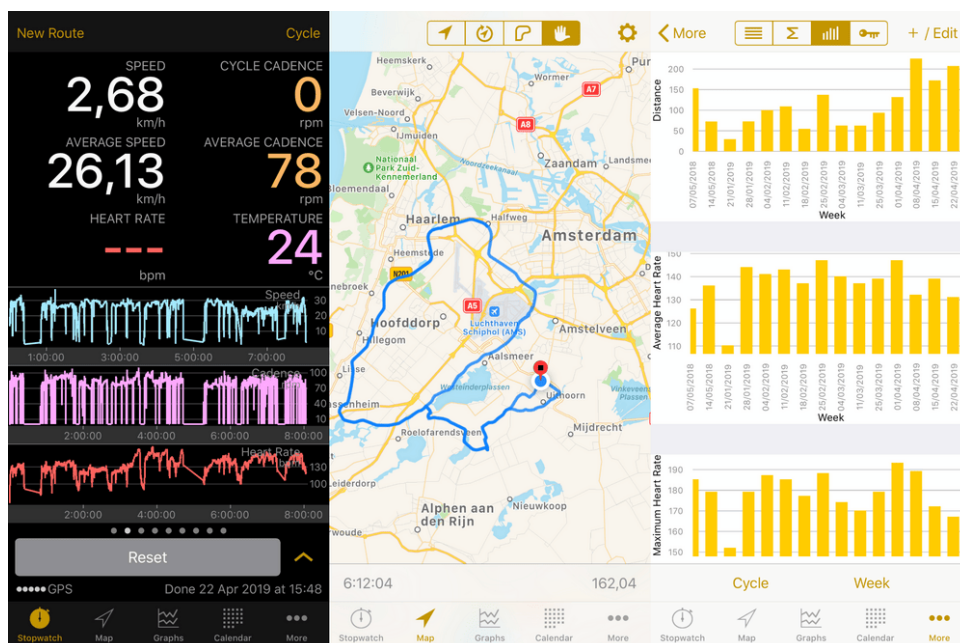 New Route Cycle
SPEED CYCLE CADENCE
2,68 0
km/h rpm
AVERAGE SPEED AVERAGE CADENCE
26,13 78
km/h rpm
HEART RATE TEMPERATURE
--- 24
bpm °C
Speed
30
20
10
1:00:00 3:00:00 5:00:00 7:00:00
Cadence
100
70
40
10
2:00:00 4:00:00 6:00:00 8:00:00
Heart Rate
bpm
130
100
2:00:00 4:00:00 6:00:00 8:00:00
Reset
GPS Done 22 Apr 2019 at 15:48
Stopwatch Map Graphs Calendar More
Heemskerk
Wormer
Pur
A7
Beverwijk
Velsen-Noord
A8
IJmuiden
Nationaal
Park Zuid-
Kennemerland
Noordzeekanaal
Zaandam
Landsme
Bloemendaal
Haarlem
Halfweg
Amsterdam
Heemstede
N201
A5
Hoofddorp
Luchthaven
Schiphol (AMS)
Amstelveen
Hillegom
Lisse
Aalsmeer
Westeinderplassen
Uithoorn
Vinkeveense
Plassen
assenheim
Roelofarendsveen
Mijdrecht
Leiderdorp
Nieuwkoop
Alphen aan
den Rijn
6:12:04 162,04
Stopwatch Map Graphs Calendar More
More Σ + / Edit
Distance
200
150
100
50
0
07/05/2018 14/05/2018 21/01/2019 28/01/2019 04/02/2019 11/02/2019 18/02/2019 25/02/2019 04/03/2019 11/03/2019 25/03/2019 01/04/2019 08/04/2019 15/04/2019 22/04/2019
Week
Average Heart Rate
150
140
130
120
110
07/05/2018 14/05/2018 21/01/2019 28/01/2019 04/02/2019 11/02/2019 18/02/2019 25/02/2019 04/03/2019 11/03/2019 25/03/2019 01/04/2019 08/04/2019 15/04/2019 22/04/2019
Week
Maximum Heart Rate
190
180
170
160
150
Cycle Week
Stopwatch Map Graphs Calendar More